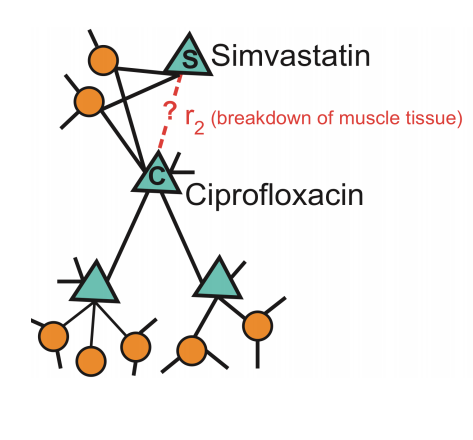 S Simvastatin
? r2 (breakdown of muscle tissue)
C
Ciprofloxacin